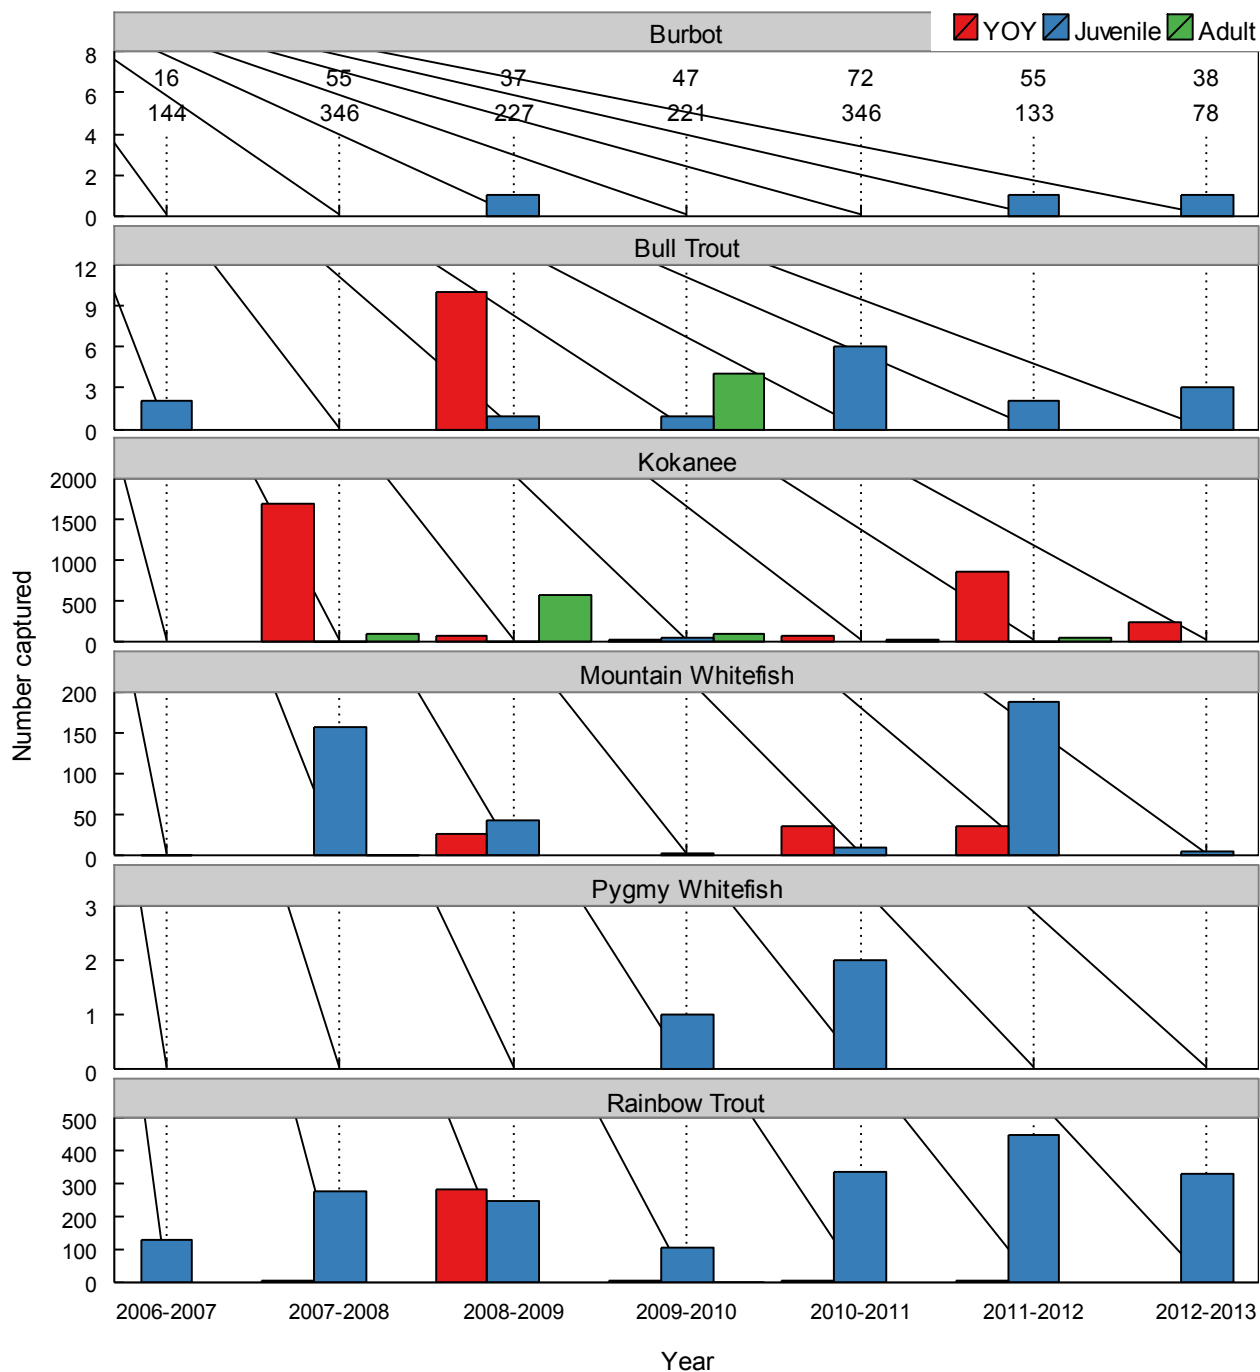 Burbot
YOY Juvenile Adult
8
6
4
2
0
16 55 37 47 72 55 38
144 346 227 221 346 133 78
Bull Trout
12
9
6
3
0
Kokanee
2000
1500
1000
500
0
Number captured
Mountain Whitefish
200
150
100
50
0
Pygmy Whitefish
3
2
1
0
Rainbow Trout
500
400
300
200
100
0
2006-2007 2007-2008 2008-2009 2009-2010 2010-2011 2011-2012 2012-2013
Year